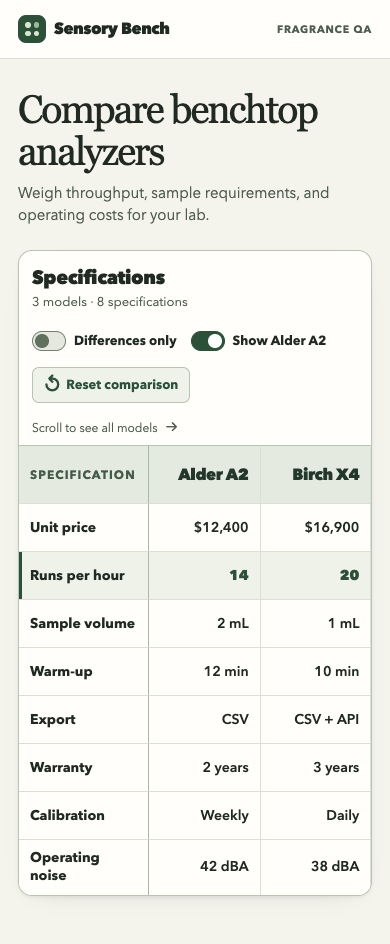 Sensory Bench FRAGRANCE QA
Compare benchtop
analyzers
Weigh throughput, sample requirements, and
operating costs for your lab.
Specifications
3 models · 8 specifications
Differences only Show Alder A2
Reset comparison
Scroll to see all models →
SPECIFICATION Alder A2 Birch X4
Unit price $12,400 $16,900
Runs per hour 14 20
Sample volume 2 mL 1 mL
Warm-up 12 min 10 min
Export CSV CSV + API
Warranty 2 years 3 years
Calibration Weekly Daily
Operating
noise 42 dBA 38 dBA